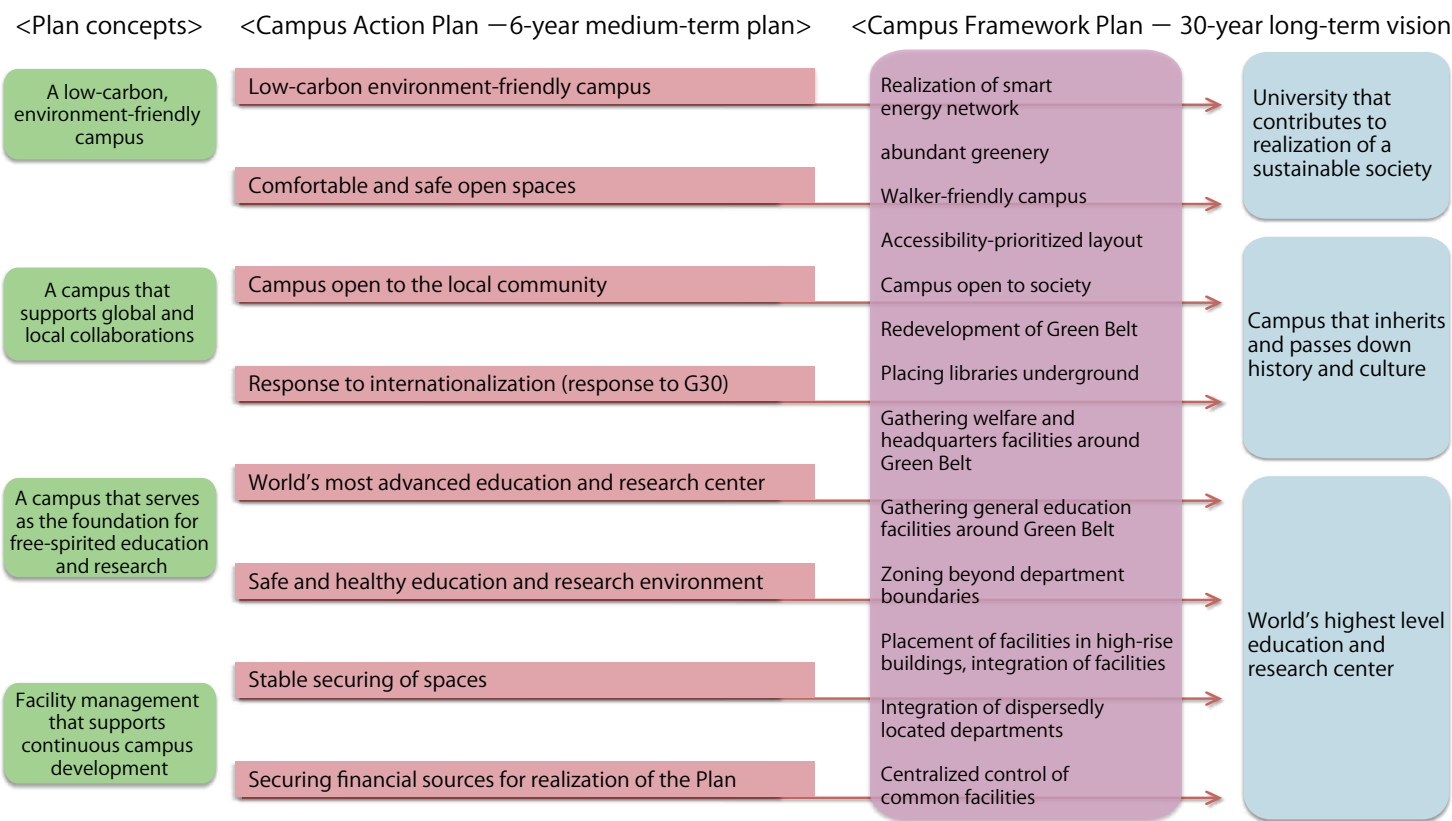 <Plan concepts>
<Campus Action Plan －6-year medium-term plan>
<Campus Framework Plan － 30-year long-term vision
A low-carbon,
environment-friendly
campus
A campus that
supports global and
local collaborations
A campus that serves
as the foundation for
free-spirited education
and research
Facility management
that supports
continuous campus
development
Low-carbon environment-friendly campus
Comfortable and safe open spaces
Campus open to the local community
Response to internationalization (response to G30)
World’s most advanced education and research center
Safe and healthy education and research environment
Stable securing of spaces
Securing financial sources for realization of the Plan
Realization of smart
energy network
abundant greenery
Walker-friendly campus
Accessibility-prioritized layout
Campus open to society
Redevelopment of Green Belt
Placing libraries underground
Gathering welfare and
headquarters facilities around
Green Belt
Gathering general education
facilities around Green Belt
Zoning beyond department
boundaries
Placement of facilities in high-rise
buildings, integration of facilities
Integration of dispersedly
located departments
Centralized control of
common facilities
University that
contributes to
realization of a
sustainable society
Campus that inherits
and passes down
history and culture
World’s highest level
education and
research center